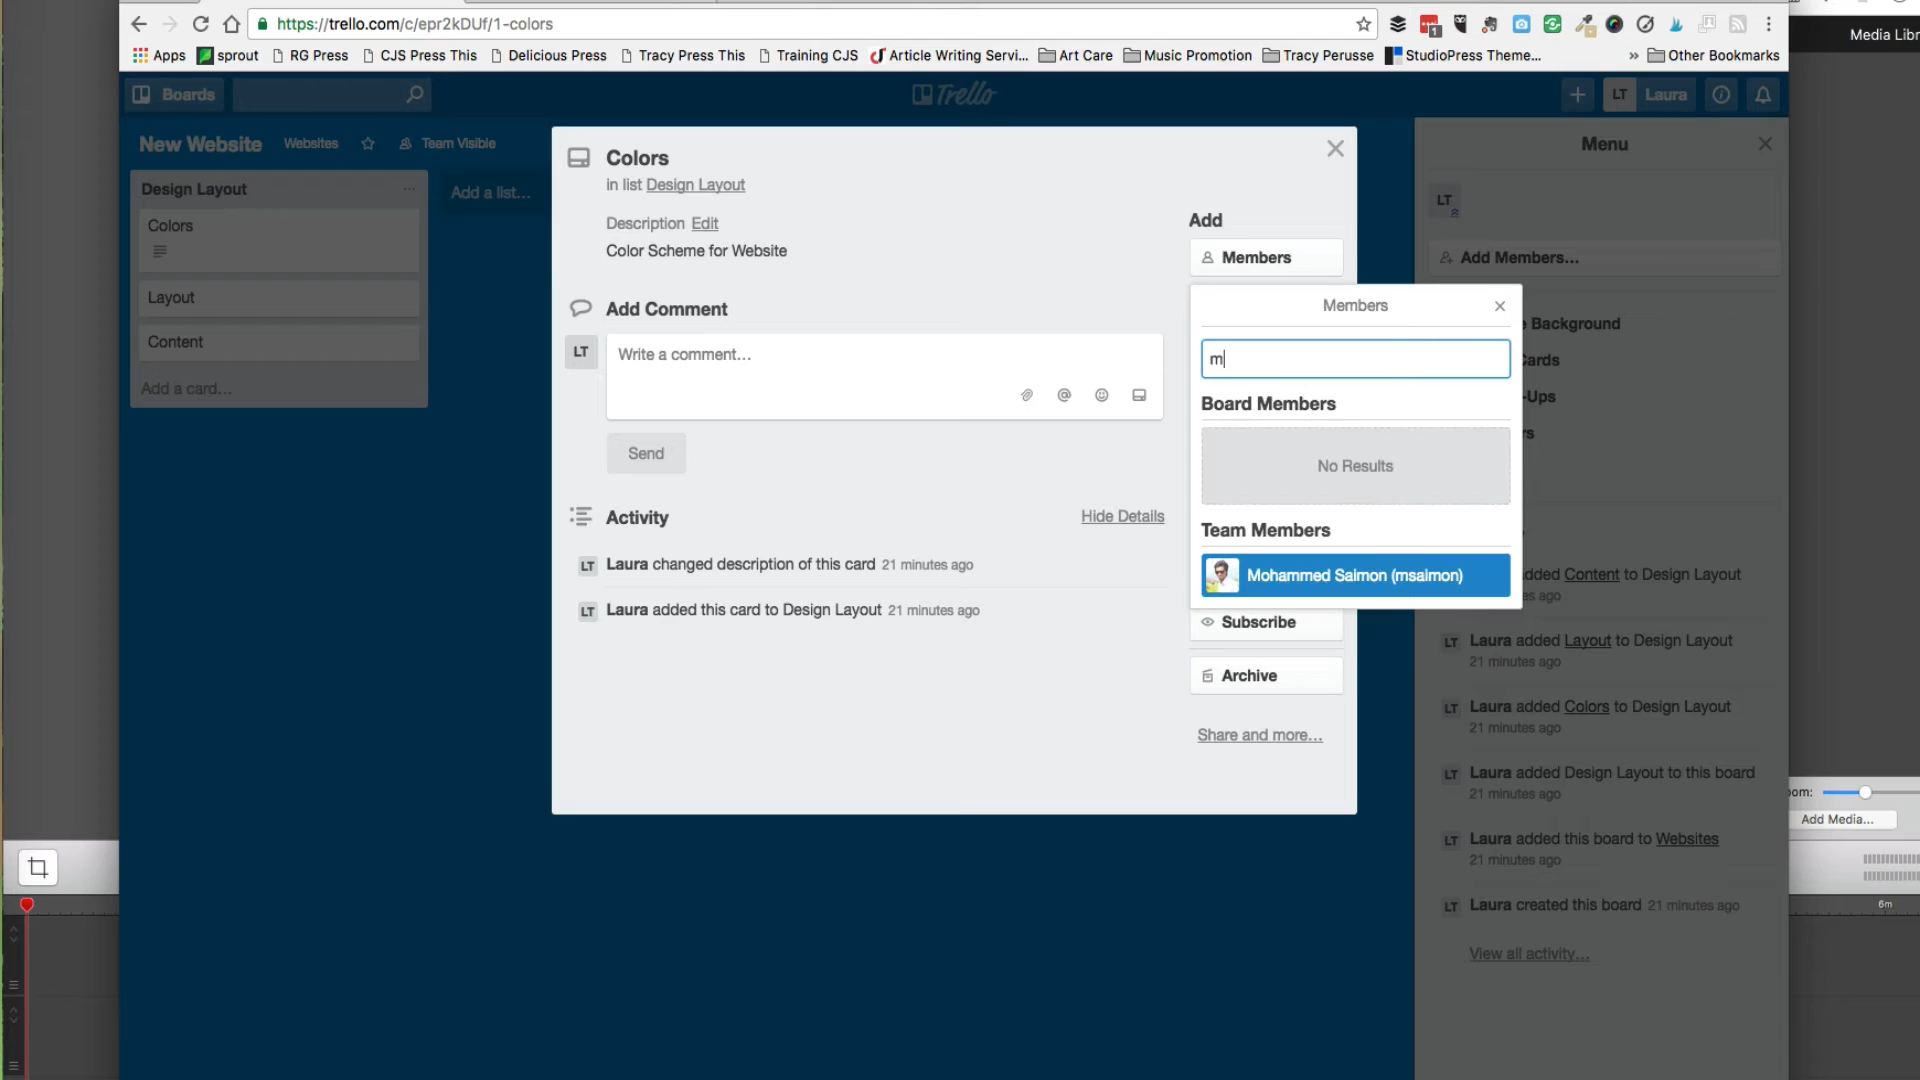 Media Libr
https://trello.com/c/epr2kDUf/1-colors
1
Apps sprout RG Press CJS Press This Delicious Press Tracy Press This Training CJS Article Writing Servi... Art Care Music Promotion Tracy Perusse StudioPress Theme... » Other Bookmarks
Boards
Trello
LT Laura
New Website Websites Team Visible
Design Layout
Colors
Layout
Content
Add a card...
Add a list...
Colors
in list Design Layout
Description Edit
Color Scheme for Website
Add Comment
LT
Write a comment...
@
Send
Activity Hide Details
LT Laura changed description of this card 21 minutes ago
LT Laura added this card to Design Layout 21 minutes ago
Add
Members
Members
m
Board Members
No Results
Team Members
Mohammed Saimon (msaimon)
Subscribe
Archive
Share and more...
Menu
LT
Add Members...
Background
Cards
-Ups
rs
dded Content to Design Layout
es ago
LT Laura added Layout to Design Layout
21 minutes ago
LT Laura added Colors to Design Layout
21 minutes ago
LT Laura added Design Layout to this board
21 minutes ago
LT Laura added this board to Websites
21 minutes ago
LT Laura created this board 21 minutes ago
View all activity...
oom:
Add Media...
6m